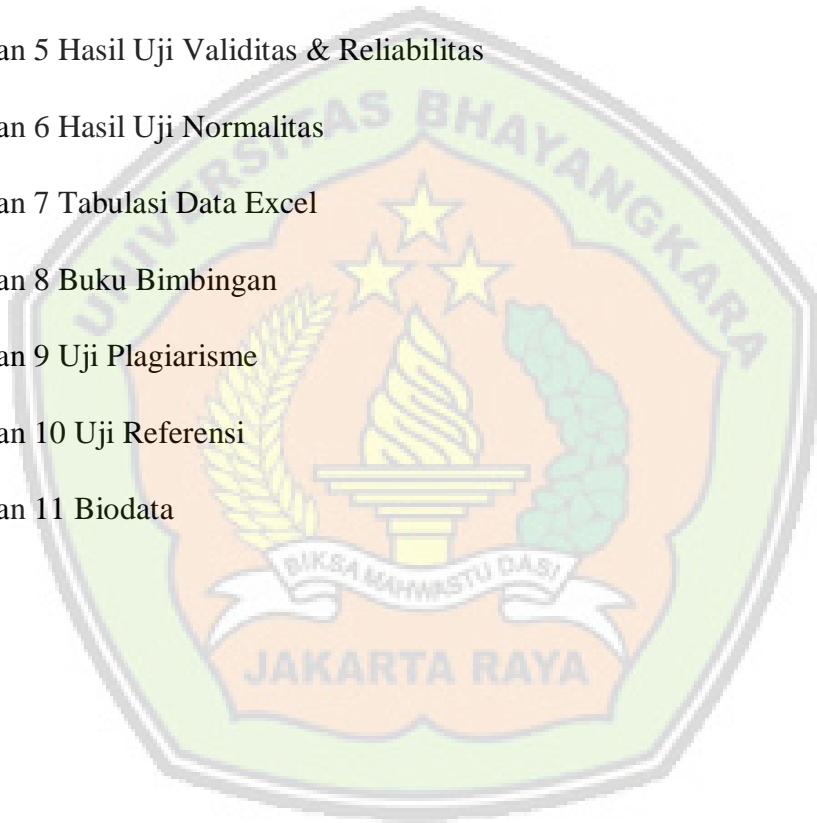 an 5 Hasil Uji Validitas & Reliabilitas
an 6 Hasil Uji Normalitas
an 7 Tabulasi Data Excel
an 8 Buku Bimbingan
an 9 Uji Plagiarisme
an 10 Uji Referensi
an 11 Biodata
UNIVERSITAS BHAYANGKARA
BIKSA MAHWASTU DASI
JAKARTA RAYA